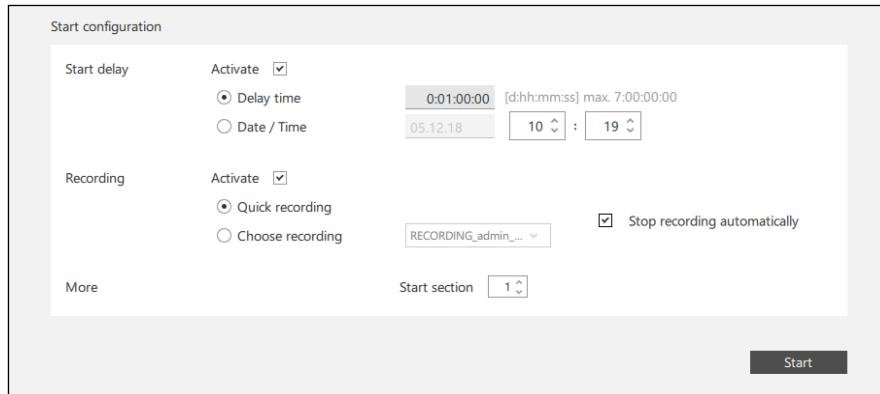 Start configuration
Start delay Activate
Delay time 0:01:00:00 [d:hh:mm:ss] max. 7:00:00:00
Date / Time 05.12.18 10 : 19
Recording Activate
Quick recording
Stop recording automatically
Choose recording RECORDING_admin_...
More Start section 1
Start